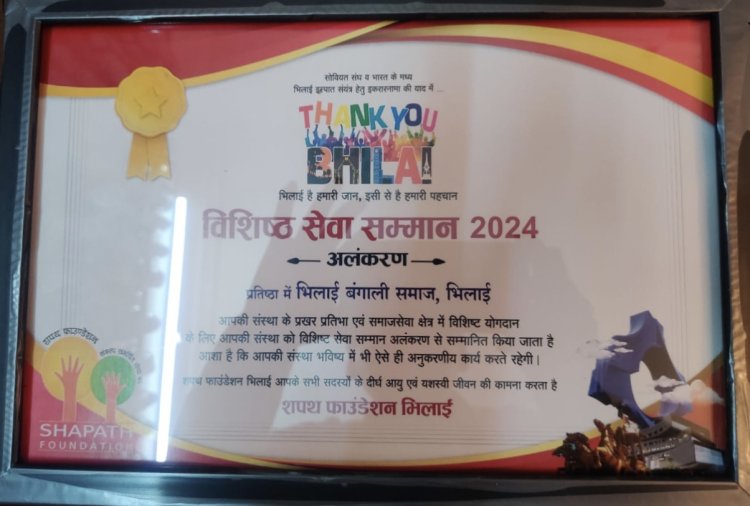 सोवियत संघ व भारत के मध्य
भिलाई इस्पात संयंत्र हेतु इकरारनामा की याद में ...
THANK YOU
BHILAI
भिलाई है हमारी जान, इसी से है हमारी पहचान
विशिष्ठ सेवा सम्मान 2024
अलंकरण
प्रतिष्ठा में भिलाई बंगाली समाज, भिलाई
आपकी संस्था के प्रखर प्रतिभा एवं समाजसेवा क्षेत्र में विशिष्ट योगदान
के लिए आपकी संस्था को विशिष्ट सेवा सम्मान अलंकरण से सम्मानित किया जाता है
आशा है कि आपकी संस्था भविष्य में भी ऐसे ही अनुकरणीय कार्य करते रहेगी।
शपथ फाउंडेशन भिलाई आपके सभी सदस्यों के दीर्घ आयु एवं यशस्वी जीवन की कामना करता है
शपथ फाउंडेशन भिलाई
शपथ फाउण्डेशन
SHAPATH
FOUNDATION